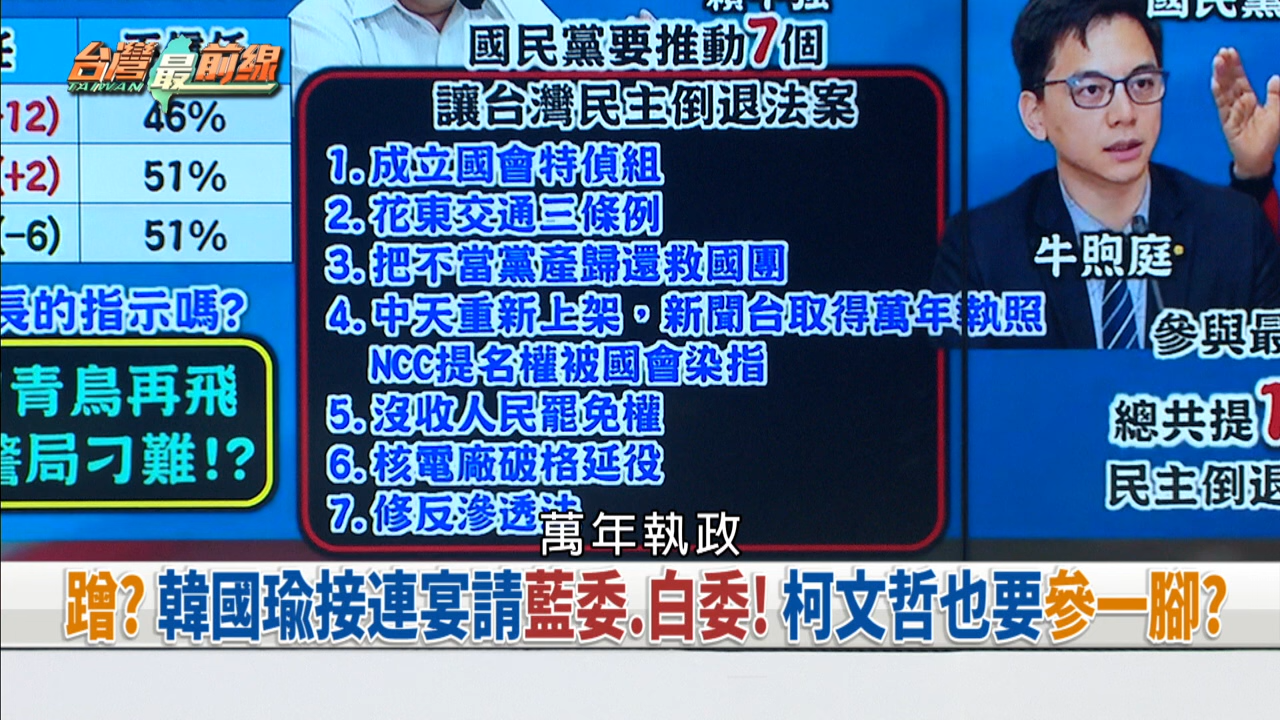 台灣最前線
TAIWAN
46%
(+2)
51%
(-6)
51%
長的指示嗎?
青鳥再飛
警局刁難!?
國民黨要推動7個
讓台灣民主倒退法案
1.成立國會特偵組
2.花東交通三條例
3.把不當黨產歸還救國團
4.中天重新上架，新聞台取得萬年執照
NCC提名權被國會染指
5.沒收人民罷免權
6.核電廠破格延役
7.修反滲透法
牛煦庭
參與最
總共提
民主倒退
萬年執政
蹭?韓國瑜接連宴請藍委.白委!柯文哲也要參一腳?